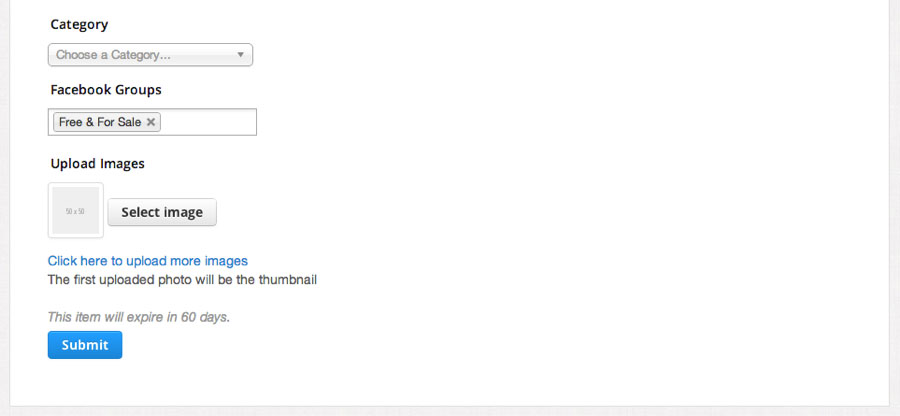 Category
Choose a Category...
Facebook Groups
Free & For Sale
Upload Images
50 x 50
Select image
Click here to upload more images
The first uploaded photo will be the thumbnail
This item will expire in 60 days.
Submit